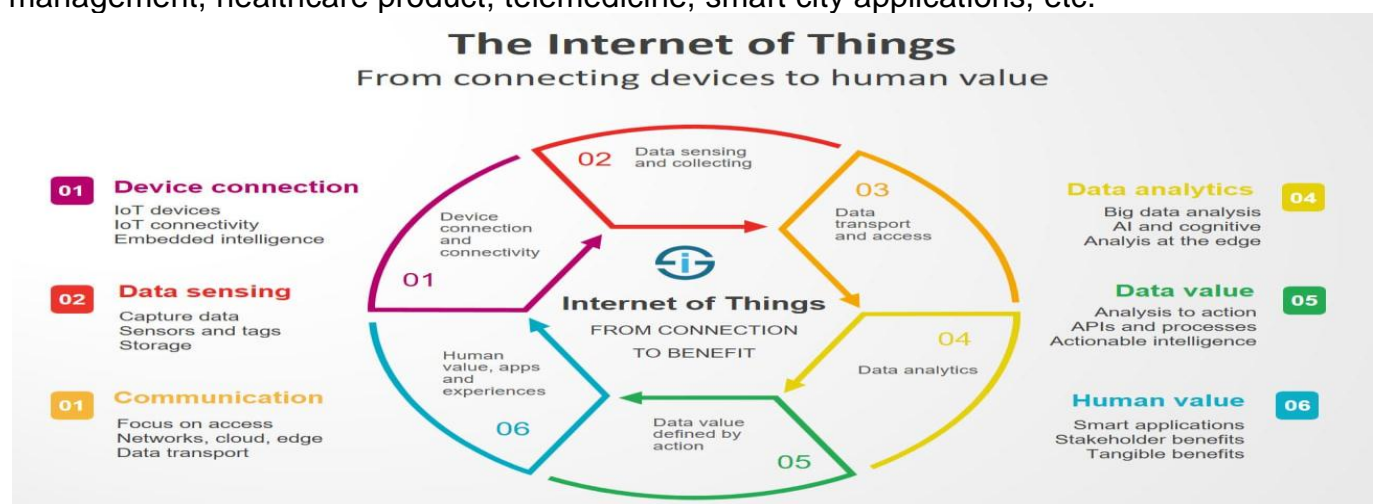 management, healthcare product, telemedicine, smart city applications, etc.
The Internet of Things
From connecting devices to human value
01 Device connection
IoT devices
IoT connectivity
Embedded intelligence
02 Data sensing
Capture data
Sensors and tags
Storage
01 Communication
Focus on access
Networks, cloud, edge
Data transport
02 Data sensing
and collecting
03
Data
transport
and access
Device
connection
and
connectivity
01
Internet of Things
FROM CONNECTION
TO BENEFIT
04
Data analytics
Human
value, apps
and
experiences
06
Data value
defined by
action
05
Data analytics 04
Big data analysis
AI and cognitive
Analyis at the edge
Data value 05
Analysis to action
APIs and processes
Actionable intelligence
Human value 06
Smart applications
Stakeholder benefits
Tangible benefits